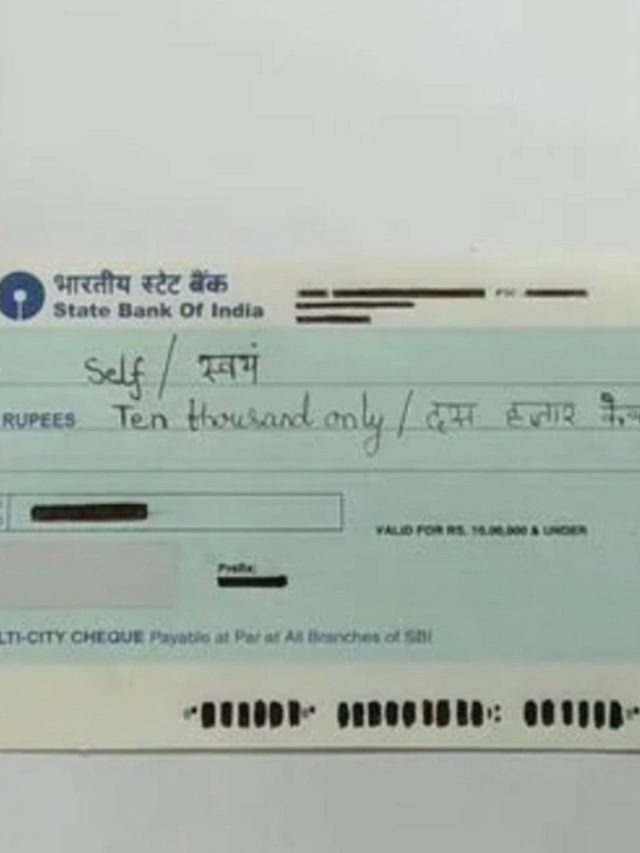 भारतीय स्टेट बैंक
State Bank Of India
Self / स्वयं
RUPEES Ten thousand only / दस हजार
VALID FOR RS. 10,00,000 & UNDER
Prefix:
LTI-CITY CHEQUE Payable at Par at All Branches of SBI